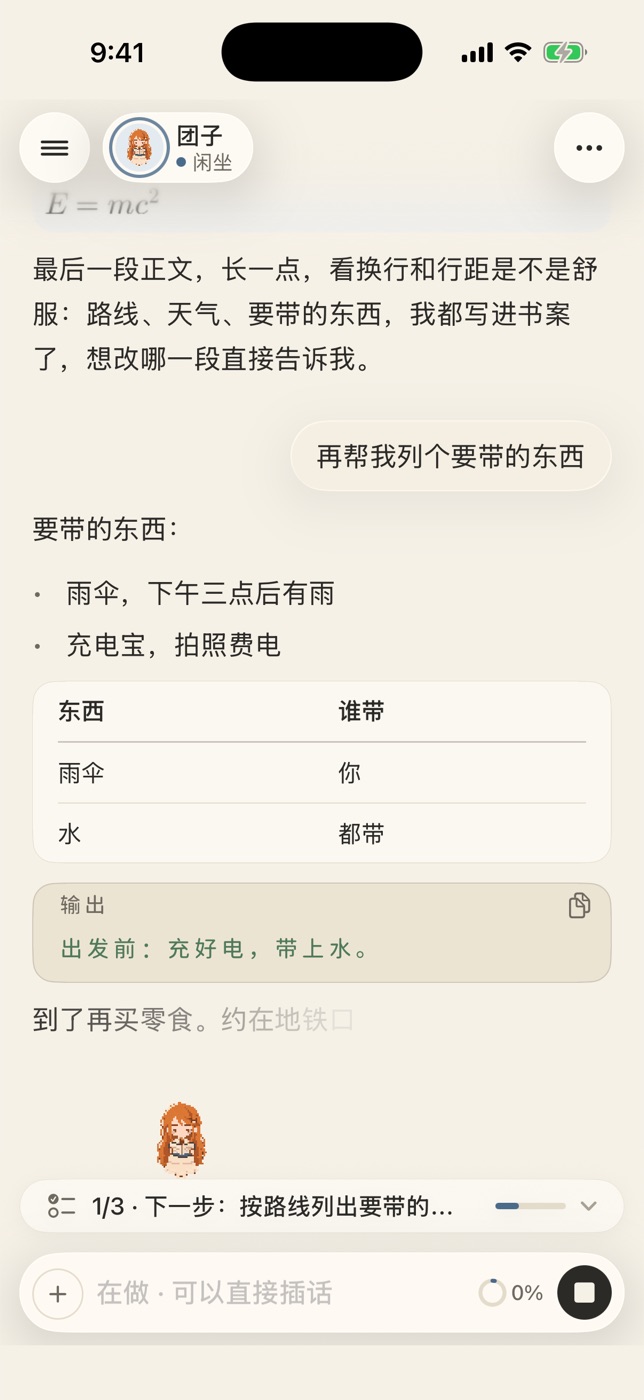 9:41
团子
闲坐
E = mc²
最后一段正文，长一点，看换行和行距是不是舒
服：路线、天气、要带的东西，我都写进书案
了，想改哪一段直接告诉我。
再帮我列个要带的东西
要带的东西：
• 雨伞，下午三点后有雨
• 充电宝，拍照费电
东西 谁带
雨伞 你
水 都带
输出
出发前：充好电，带上水。
到了再买零食。约在地铁口
1/3 · 下一步：按路线列出要带的…
在做 · 可以直接插话 0%